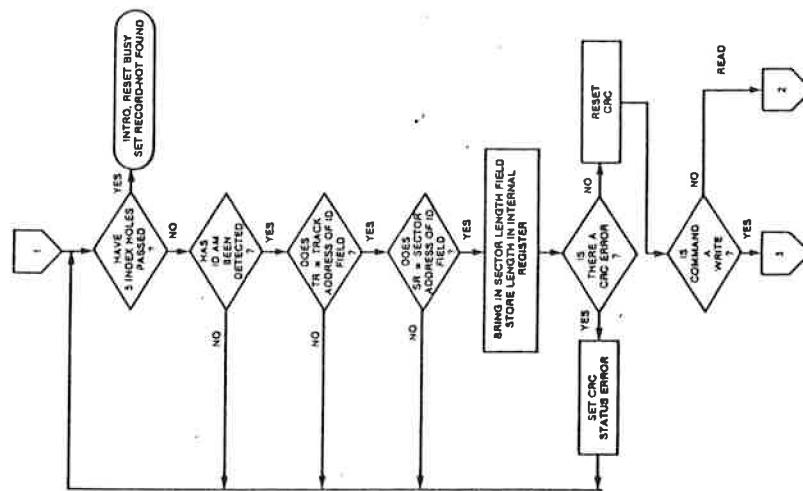 1
HAVE
5 INDEX HOLES
PASSED
?
YES
INTRQ, RESET BUSY
SET RECORD-NOT FOUND
NO
HAS
ID AM
BEEN
DETECTED
?
NO
YES
DOES
TR = TRACK
ADDRESS OF ID
FIELD
?
NO
YES
DOES
SR = SECTOR
ADDRESS OF ID
FIELD
?
NO
YES
BRING IN SECTOR LENGTH FIELD
STORE LENGTH IN INTERNAL
REGISTER
IS
THERE A
CRC ERROR
?
YES
NO
SET CRC
STATUS ERROR
RESET
CRC
IS
COMMAND
A
WRITE
?
NO
READ
YES
2
3